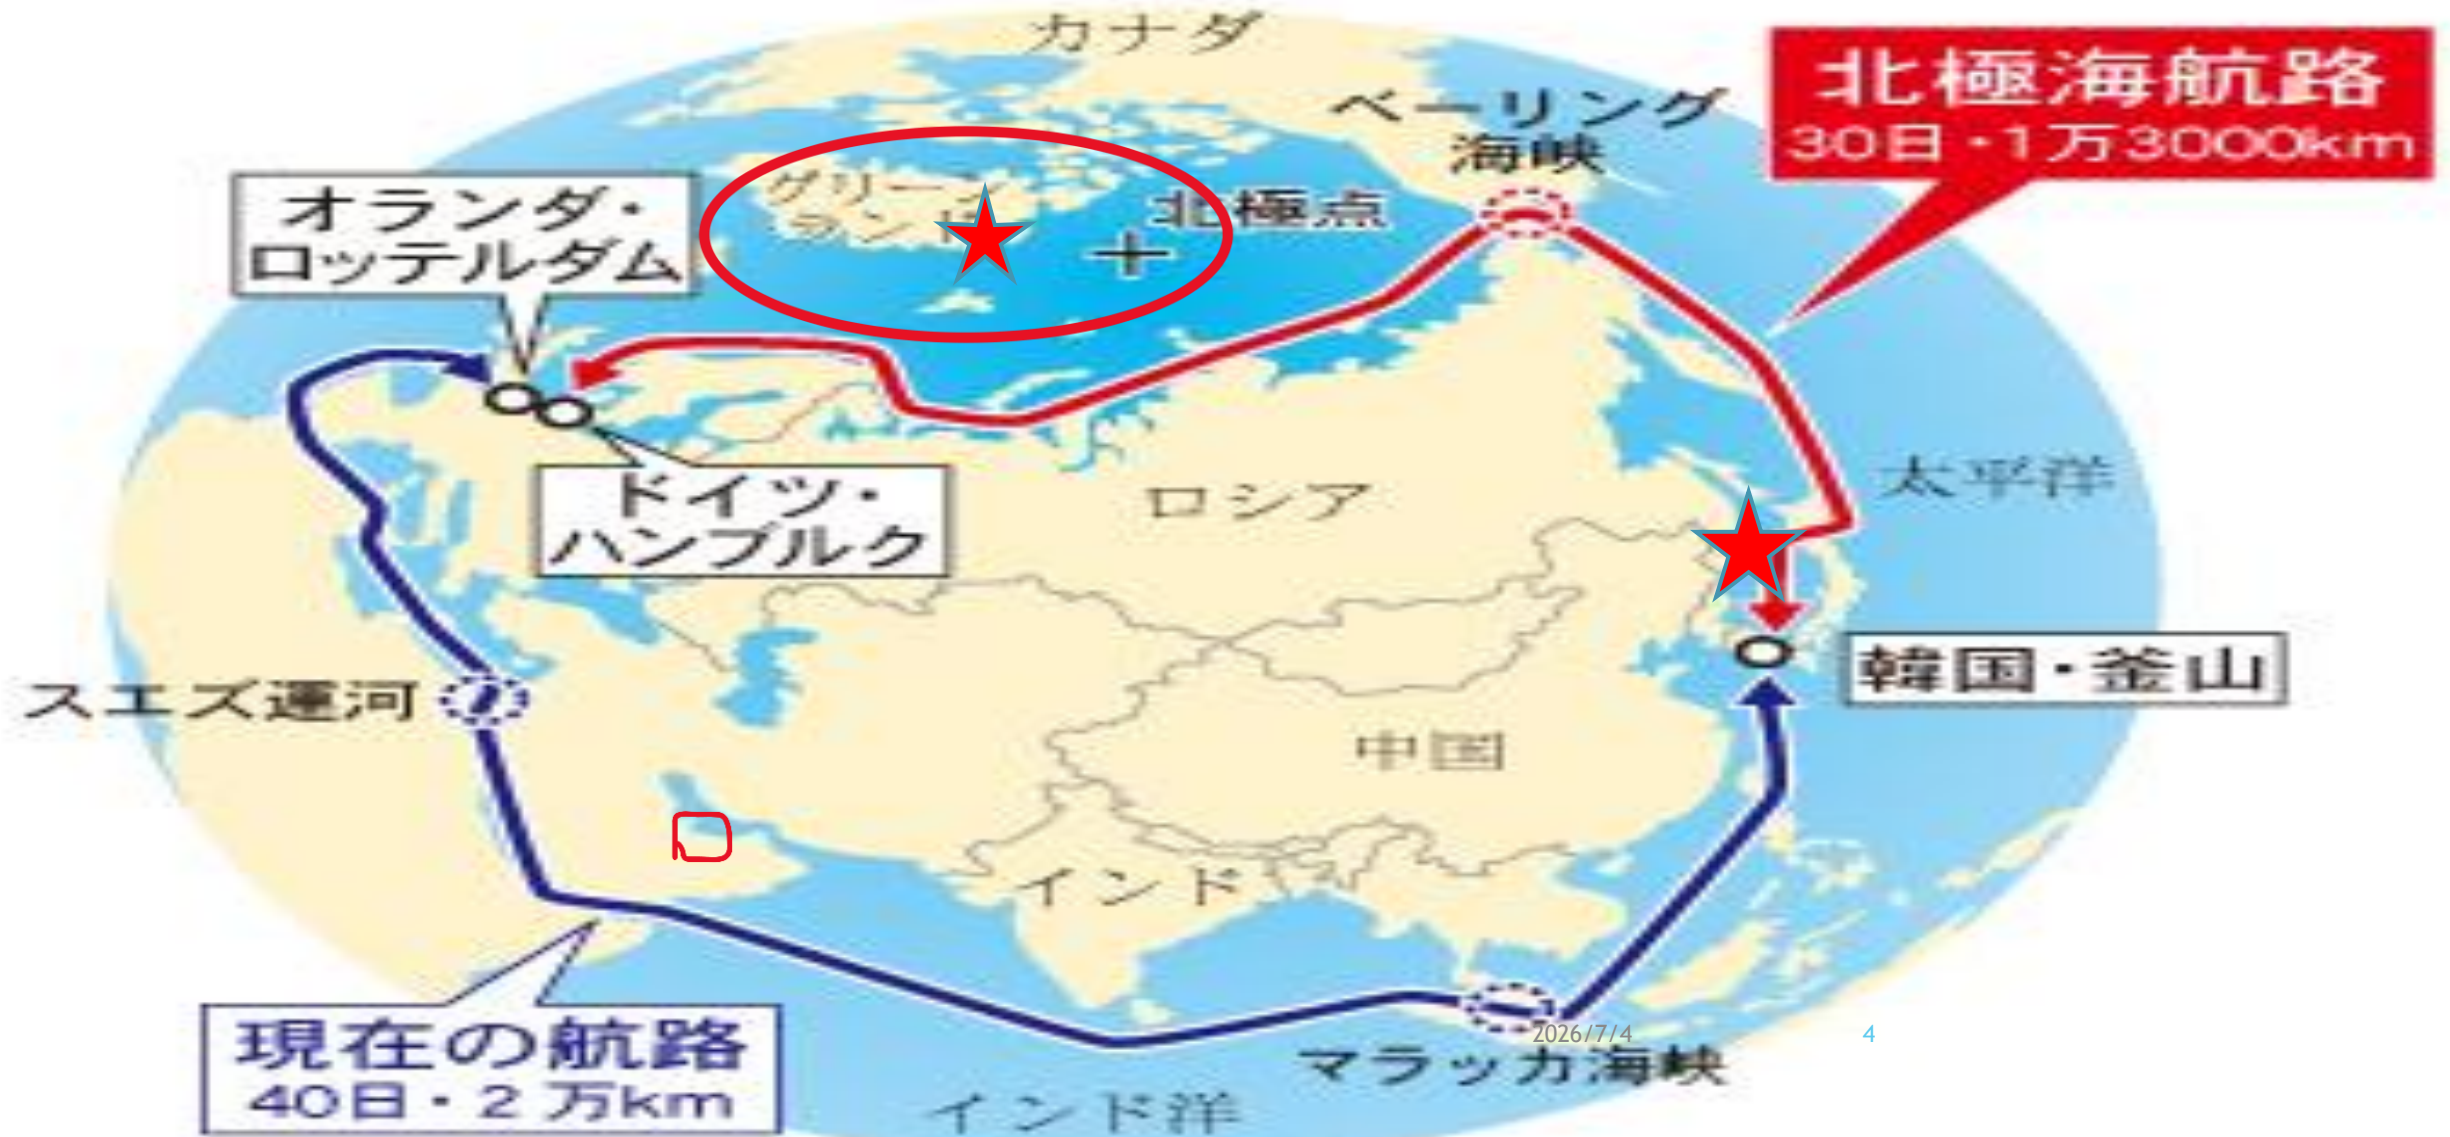 カナダ
北極海航路
30日・1万3000km
ベーリング
海峡
グリーン
ランド
北極点
オランダ・
ロッテルダム
太平洋
ロシア
ドイツ・
ハンブルク
韓国・釜山
スエズ運河
中国
インド
現在の航路
40日・2万km
2026/7/4
4
マラッカ海峡
インド洋